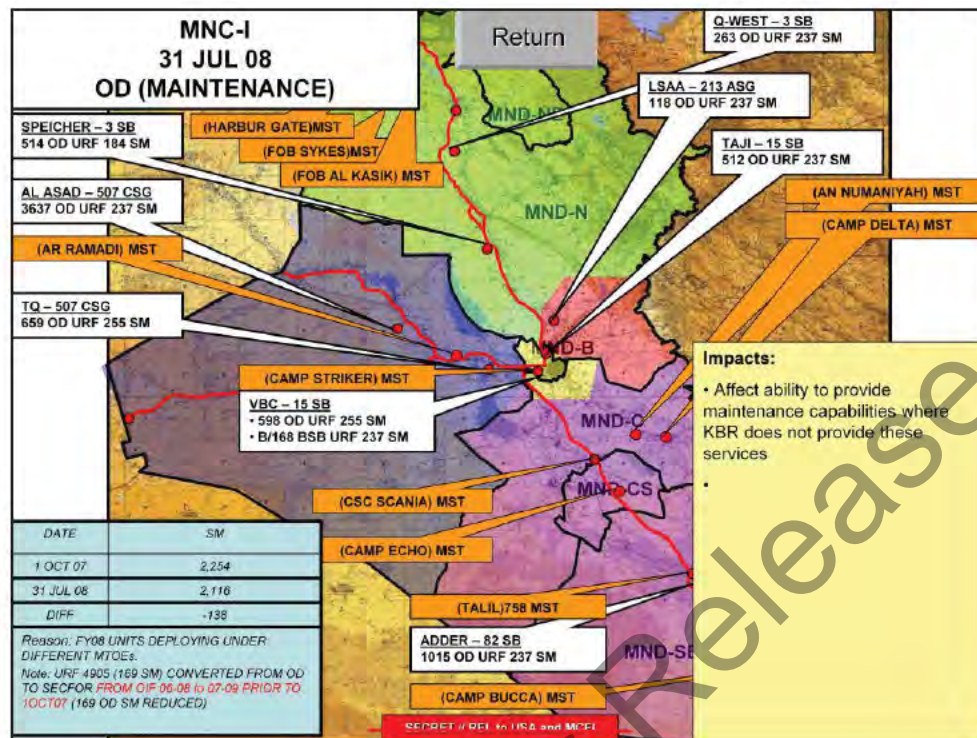 MNC-I
31 JUL 08
OD (MAINTENANCE)
Return
Q-WEST – 3 SB
263 OD URF 237 SM
LSAA – 213 ASG
118 OD URF 237 SM
TAJI – 15 SB
512 OD URF 237 SM
(AN NUMANIYAH) MST
(CAMP DELTA) MST
(HARBUR GATE)MST
(FOB SYKES)MST
(FOB AL KASIK) MST
SPEICHER – 3 SB
514 OD URF 184 SM
AL ASAD – 507 CSG
3637 OD URF 237 SM
(AR RAMADI) MST
TQ – 507 CSG
659 OD URF 255 SM
MND-N
MND-B
(CAMP STRIKER) MST
VBC – 15 SB
• 598 OD URF 255 SM
• B/168 BSB URF 237 SM
MND-C
MND-CS
(CSC SCANIA) MST
(CAMP ECHO) MST
(TALIL)758 MST
ADDER – 82 SB
1015 OD URF 237 SM
MND-SE
(CAMP BUCCA) MST
Impacts:
• Affect ability to provide
maintenance capabilities where
KBR does not provide these
services
•
DATE SM
1 OCT 07 2,254
31 JUL 08 2,116
DIFF -138
Reason: FY08 UNITS DEPLOYING UNDER
DIFFERENT MTOEs.
Note: URF 4905 (169 SM) CONVERTED FROM OD
TO SECFOR FROM OIF 06-08 to 07-09 PRIOR TO
1OCT07 (169 OD SM REDUCED)
SECRET // REL to USA and MCFI
Release